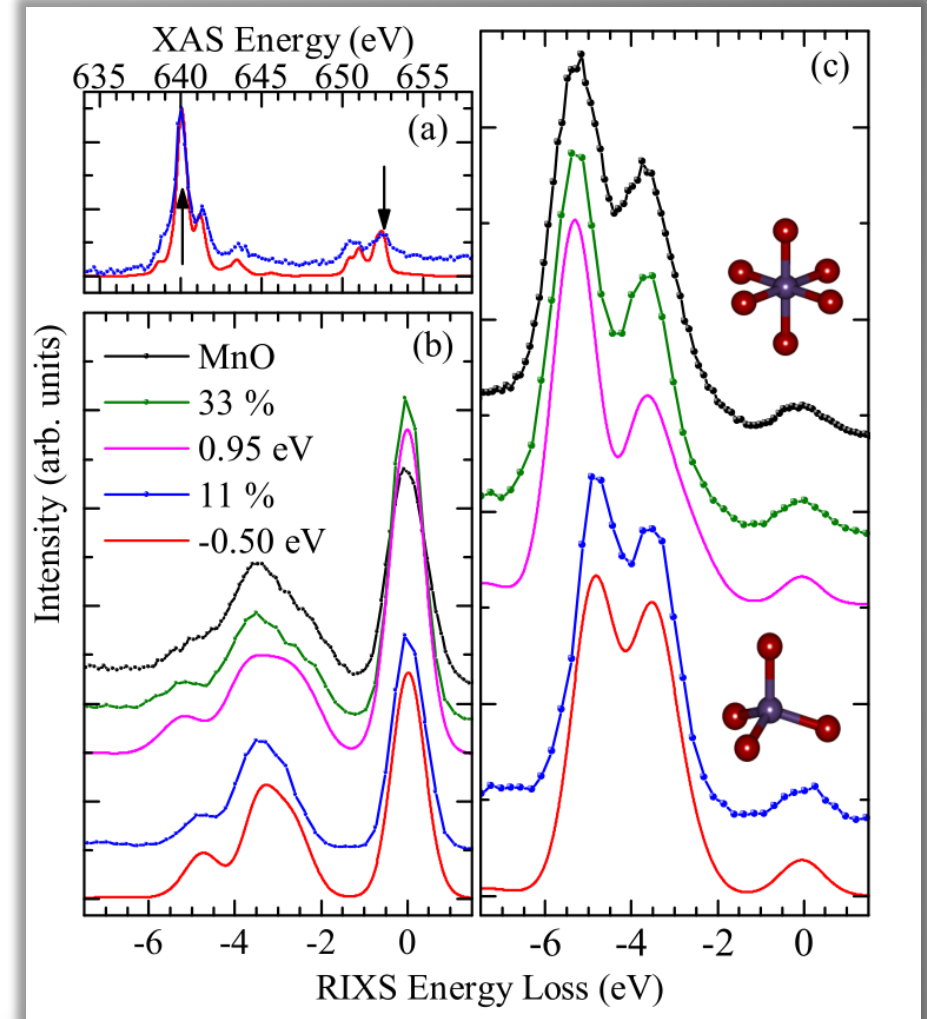 XAS Energy (eV)
635 640 645 650 655
(a)
(b)
MnO
33 %
0.95 eV
11 %
-0.50 eV
(c)
Intensity (arb. units)
-6 -4 -2 0
-6 -4 -2 0
RIXS Energy Loss (eV)